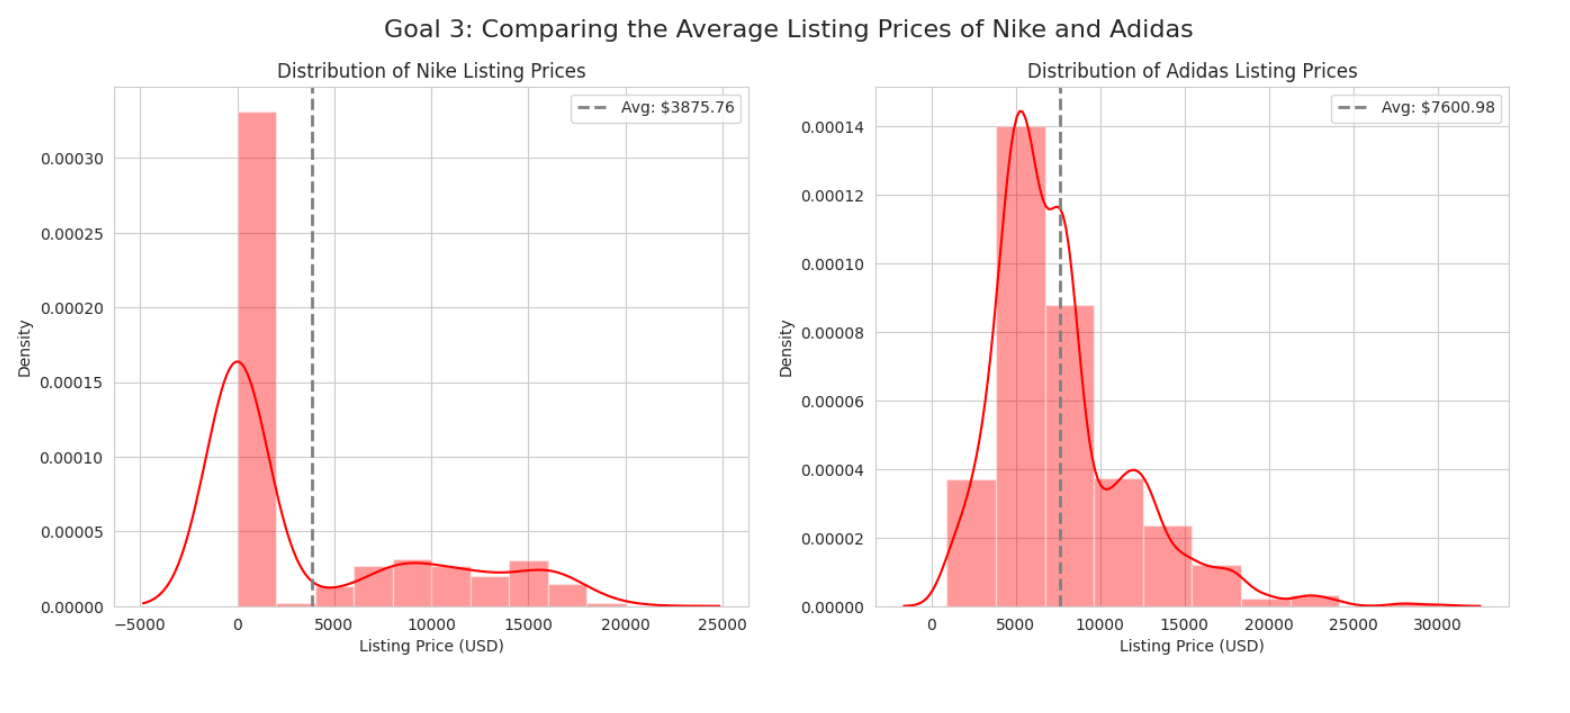 Goal 3: Comparing the Average Listing Prices of Nike and Adidas
Distribution of Nike Listing Prices
Avg: $3875.76
Density
0.00030
0.00025
0.00020
0.00015
0.00010
0.00005
0.00000
−5000 0 5000 10000 15000 20000 25000
Listing Price (USD)
Distribution of Adidas Listing Prices
Avg: $7600.98
Density
0.00014
0.00012
0.00010
0.00008
0.00006
0.00004
0.00002
0.00000
0 5000 10000 15000 20000 25000 30000
Listing Price (USD)